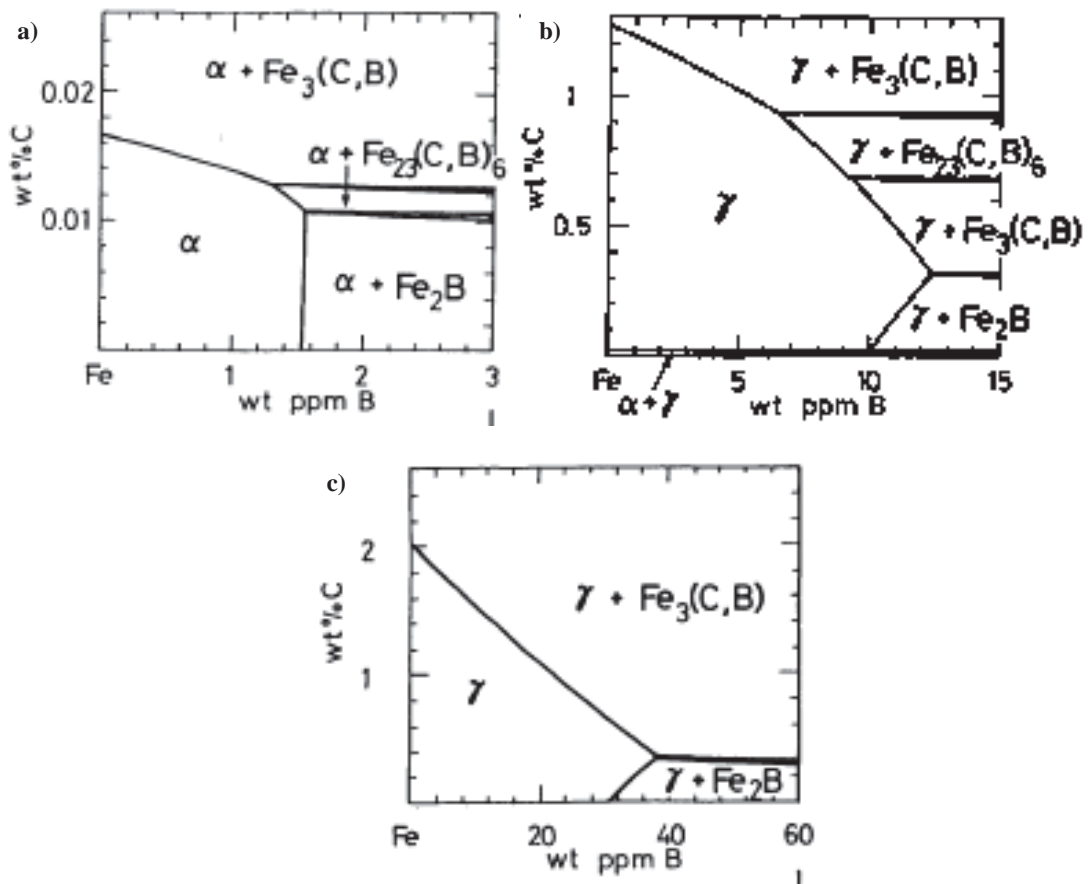 a)
α + Fe3(C,B)
0.02
wt%C
α + Fe23(C,B)6
0.01
α
α + Fe2B
Fe 1 2 3
wt ppm B
b)
γ + Fe3(C,B)
1
wt%C
γ + Fe23(C,B)6
γ
0.5
γ + Fe3(C,B)
γ + Fe2B
Fe 5 10 15
α+γ wt ppm B
c)
2
wt%C
γ + Fe3(C,B)
1
γ
γ + Fe2B
Fe 20 40 60
wt ppm B